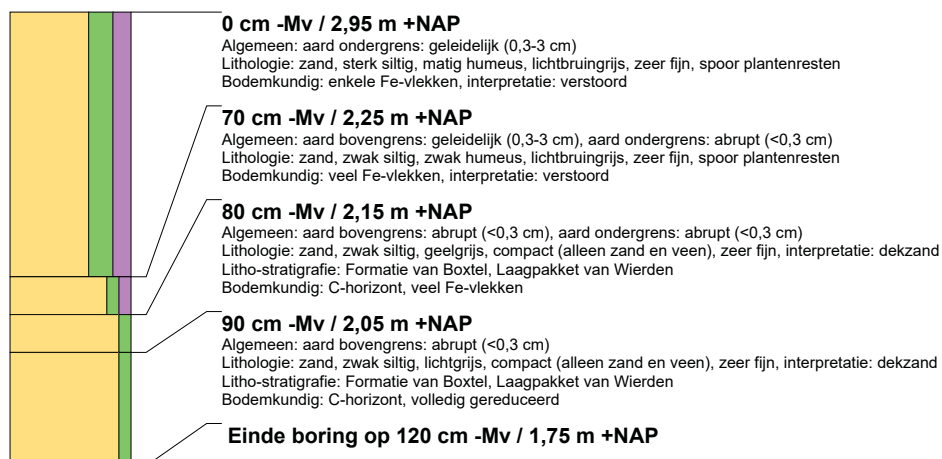 0 cm -Mv / 2,95 m +NAP
Algemeen: aard ondergrens: geleidelijk (0,3-3 cm)
Lithologie: zand, sterk siltig, matig humeus, lichtbruingrijs, zeer fijn, spoor plantenresten
Bodemkundig: enkele Fe-vlekken, interpretatie: verstoord
70 cm -Mv / 2,25 m +NAP
Algemeen: aard bovengrens: geleidelijk (0,3-3 cm), aard ondergrens: abrupt (<0,3 cm)
Lithologie: zand, zwak siltig, zwak humeus, lichtbruingrijs, zeer fijn, spoor plantenresten
Bodemkundig: veel Fe-vlekken, interpretatie: verstoord
80 cm -Mv / 2,15 m +NAP
Algemeen: aard bovengrens: abrupt (<0,3 cm), aard ondergrens: abrupt (<0,3 cm)
Lithologie: zand, zwak siltig, geelgrijs, compact (alleen zand en veen), zeer fijn, interpretatie: dekzand
Litho-stratigrafie: Formatie van Boxtel, Laagpakket van Wierden
Bodemkundig: C-horizont, veel Fe-vlekken
90 cm -Mv / 2,05 m +NAP
Algemeen: aard bovengrens: abrupt (<0,3 cm)
Lithologie: zand, zwak siltig, lichtgrijs, compact (alleen zand en veen), zeer fijn, interpretatie: dekzand
Litho-stratigrafie: Formatie van Boxtel, Laagpakket van Wierden
Bodemkundig: C-horizont, volledig gereduceerd
Einde boring op 120 cm -Mv / 1,75 m +NAP